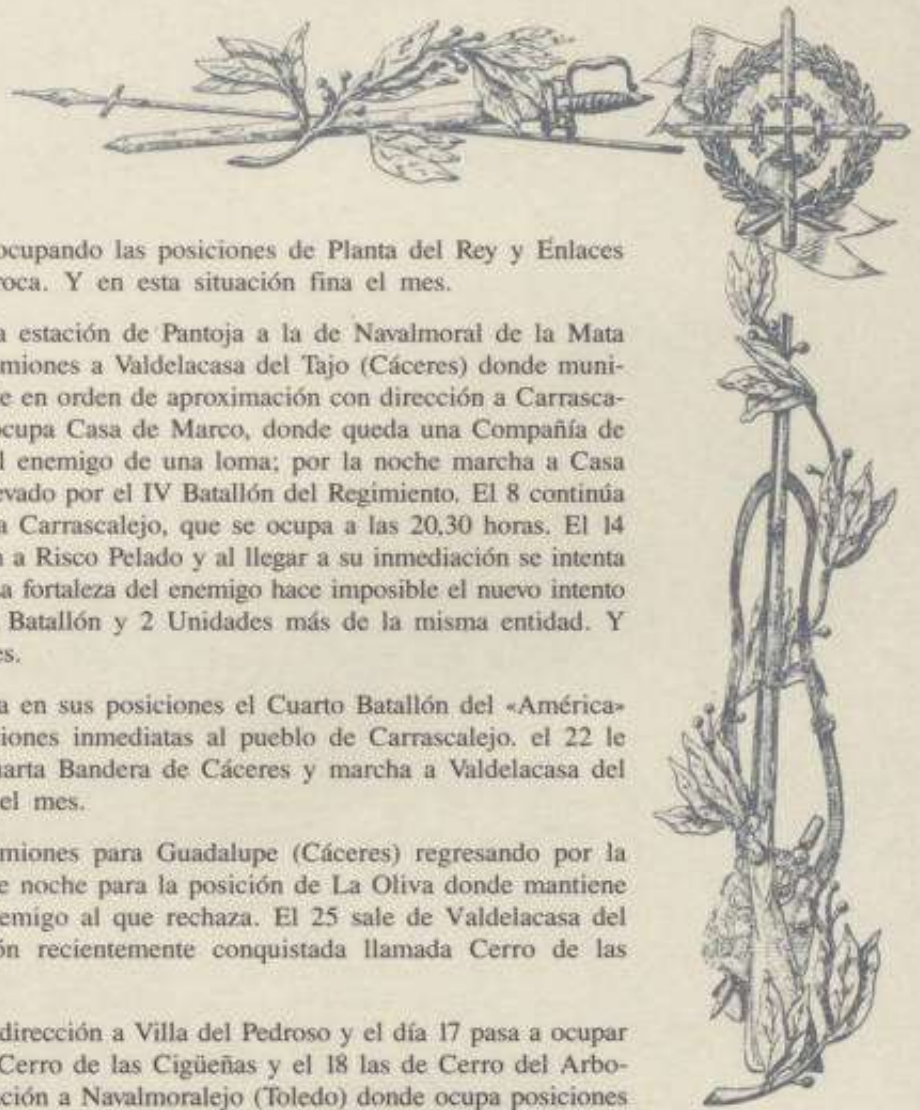 ocupando las posiciones de Planta del Rey y Enlaces
roca. Y en esta situación fina el mes.
a estación de Pantoja a la de Navalmoral de la Mata
miones a Valdelacasa del Tajo (Cáceres) donde muni-
e en orden de aproximación con dirección a Carrasca-
ocupa Casa de Marco, donde queda una Compañía de
l enemigo de una loma; por la noche marcha a Casa
evado por el IV Batallón del Regimiento. El 8 continúa
a Carrascalejo, que se ocupa a las 20,30 horas. El 14
n a Risco Pelado y al llegar a su inmediación se intenta
a fortaleza del enemigo hace imposible el nuevo intento
Batallón y 2 Unidades más de la misma entidad. Y
es.
a en sus posiciones el Cuarto Batallón del «América»
iones inmediatas al pueblo de Carrascalejo. el 22 le
uarta Bandera de Cáceres y marcha a Valdelacasa del
el mes.
miones para Guadalupe (Cáceres) regresando por la
e noche para la posición de La Oliva donde mantiene
emigo al que rechaza. El 25 sale de Valdelacasa del
ón recientemente conquistada llamada Cerro de las
dirección a Villa del Pedroso y el día 17 pasa a ocupar
Cerro de las Cigüeñas y el 18 las de Cerro del Arbo-
ción a Navalmoralejo (Toledo) donde ocupa posiciones